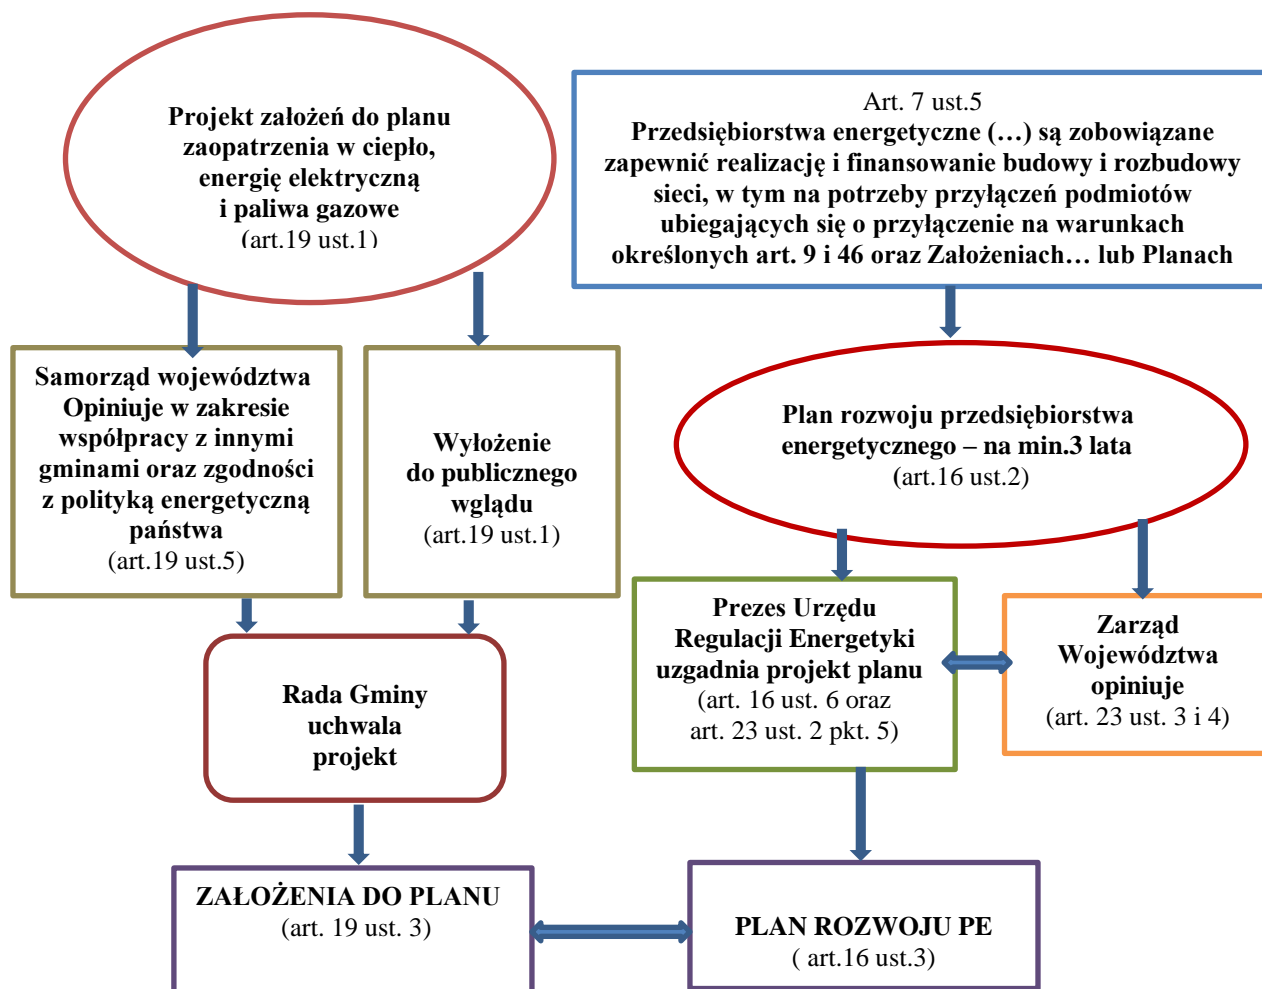 Projekt założeń do planu
zaopatrzenia w ciepło,
energię elektryczną
i paliwa gazowe
(art.19 ust.1)
Art. 7 ust.5
Przedsiębiorstwa energetyczne (…) są zobowiązane
zapewnić realizację i finansowanie budowy i rozbudowy
sieci, w tym na potrzeby przyłączeń podmiotów
ubiegających się o przyłączenie na warunkach
określonych art. 9 i 46 oraz Założeniach… lub Planach
Samorząd województwa
Opiniuje w zakresie
współpracy z innymi
gminami oraz zgodności
z polityką energetyczną
państwa
(art.19 ust.5)
Wyłożenie
do publicznego
wglądu
(art.19 ust.1)
Plan rozwoju przedsiębiorstwa
energetycznego – na min.3 lata
(art.16 ust.2)
Prezes Urzędu
Regulacji Energetyki
uzgadnia projekt planu
(art. 16 ust. 6 oraz
art. 23 ust. 2 pkt. 5)
Zarząd
Województwa
opiniuje
(art. 23 ust. 3 i 4)
Rada Gminy
uchwala
projekt
ZAŁOŻENIA DO PLANU
(art. 19 ust. 3)
PLAN ROZWOJU PE
( art.16 ust.3)